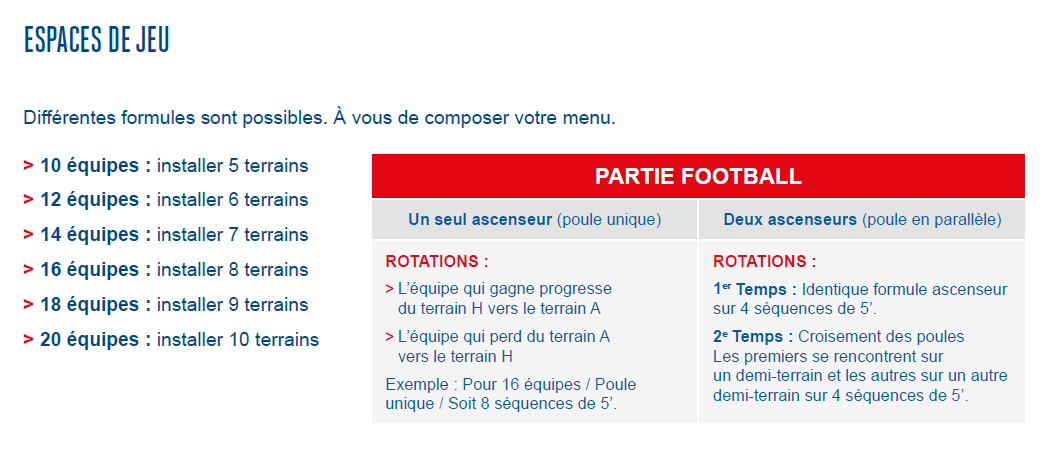 ESPACES DE JEU
Différentes formules sont possibles. À vous de composer votre menu.
> 10 équipes : installer 5 terrains
> 12 équipes : installer 6 terrains
> 14 équipes : installer 7 terrains
> 16 équipes : installer 8 terrains
> 18 équipes : installer 9 terrains
> 20 équipes : installer 10 terrains
PARTIE FOOTBALL
Un seul ascenseur (poule unique)
ROTATIONS :
> L’équipe qui gagne progresse
du terrain H vers le terrain A
> L’équipe qui perd du terrain A
vers le terrain H
Exemple : Pour 16 équipes / Poule
unique / Soit 8 séquences de 5’.
Deux ascenseurs (poule en parallèle)
ROTATIONS :
1er Temps : Identique formule ascenseur
sur 4 séquences de 5’.
2e Temps : Croisement des poules
Les premiers se rencontrent sur
un demi-terrain et les autres sur un autre
demi-terrain sur 4 séquences de 5’.